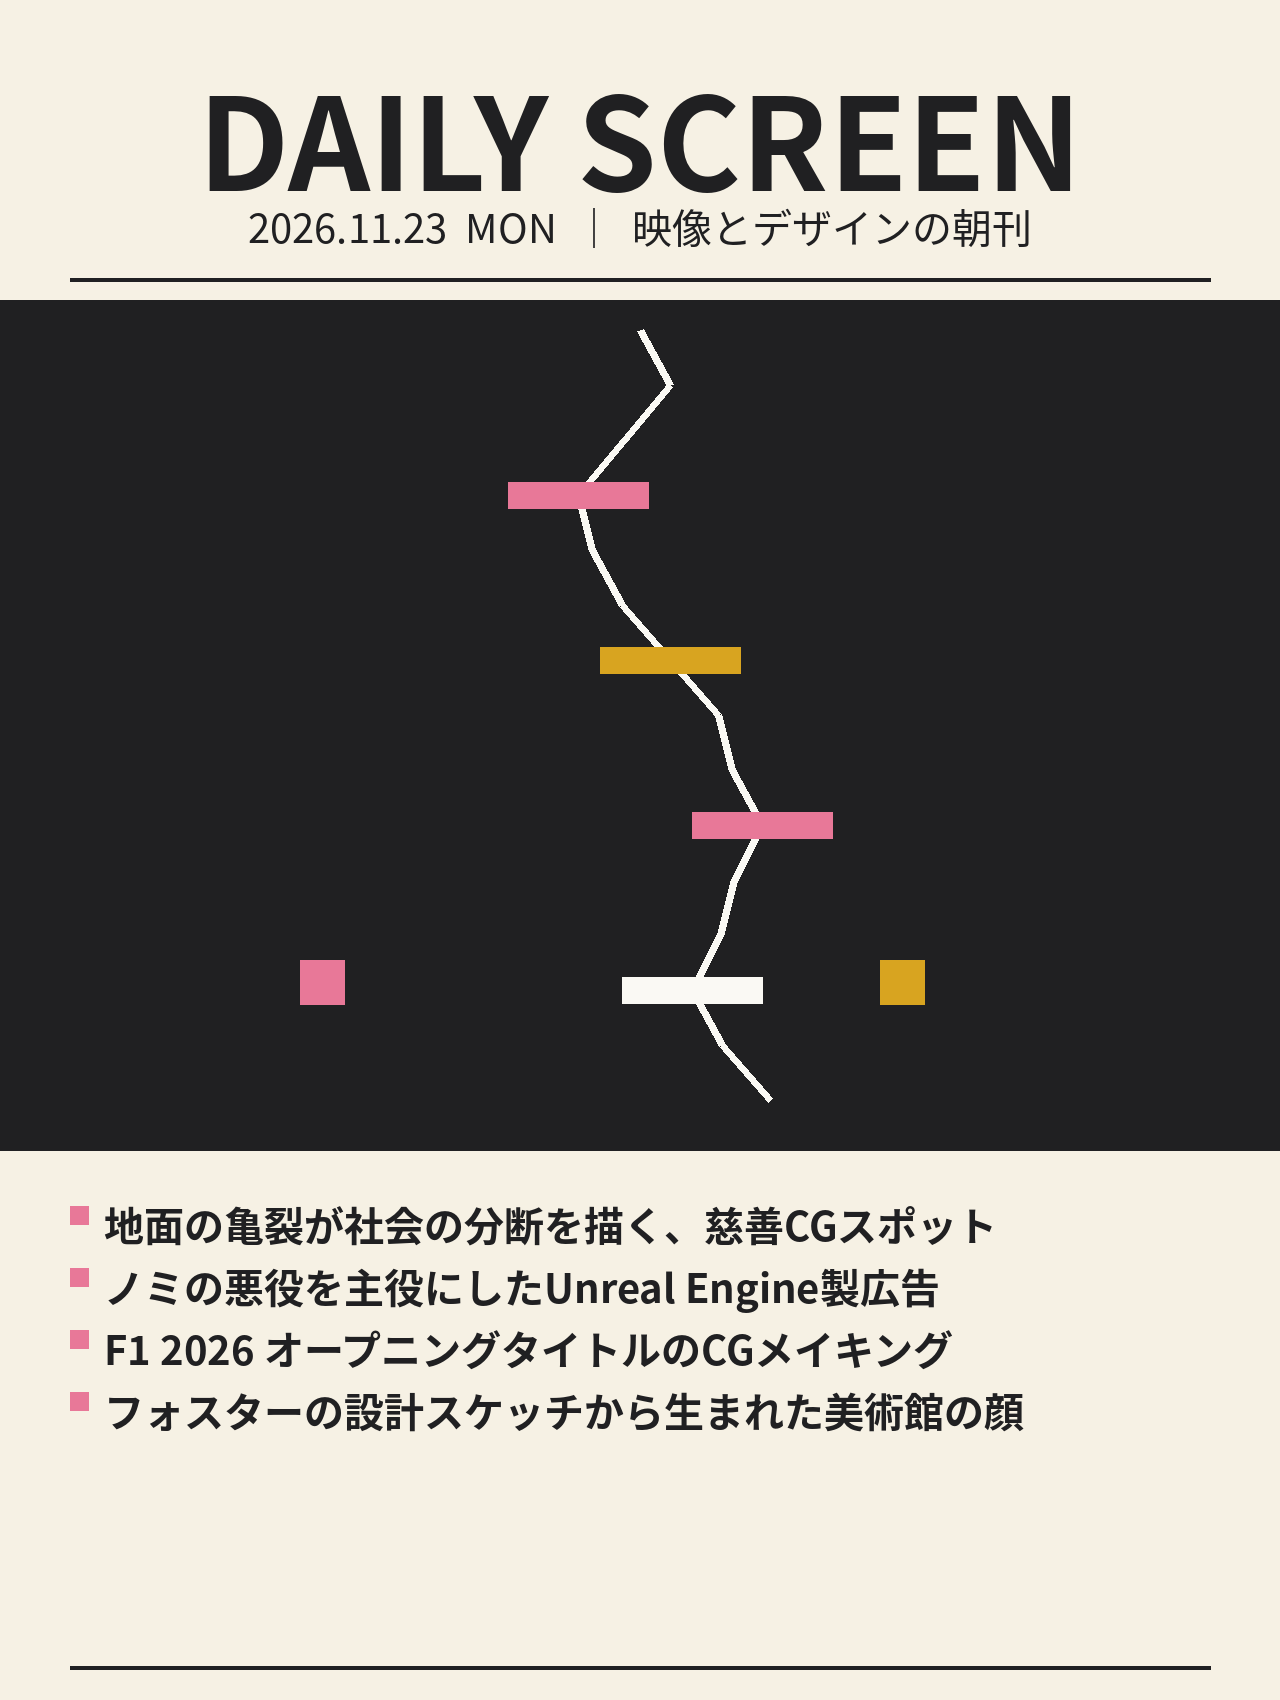 DAILY SCREEN
2026.11.23 MON ｜ 映像とデザインの朝刊
地面の亀裂が社会の分断を描く、慈善CGスポット
ノミの悪役を主役にしたUnreal Engine製広告
F1 2026 オープニングタイトルのCGメイキング
フォスターの設計スケッチから生まれた美術館の顔